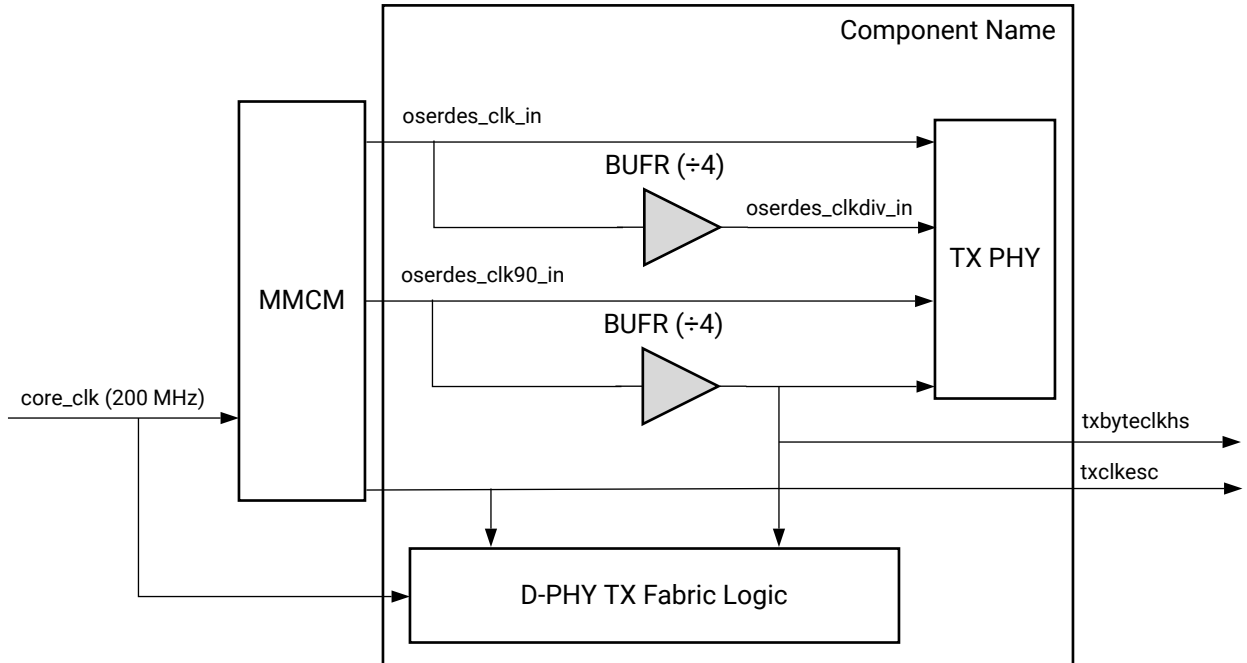 Component Name
oserdes_clk_in
BUFR (÷4)
oserdes_clkdiv_in
TX PHY
oserdes_clk90_in
MMCM
BUFR (÷4)
core_clk (200 MHz)
txbyteclkhs
txclkesc
D-PHY TX Fabric Logic